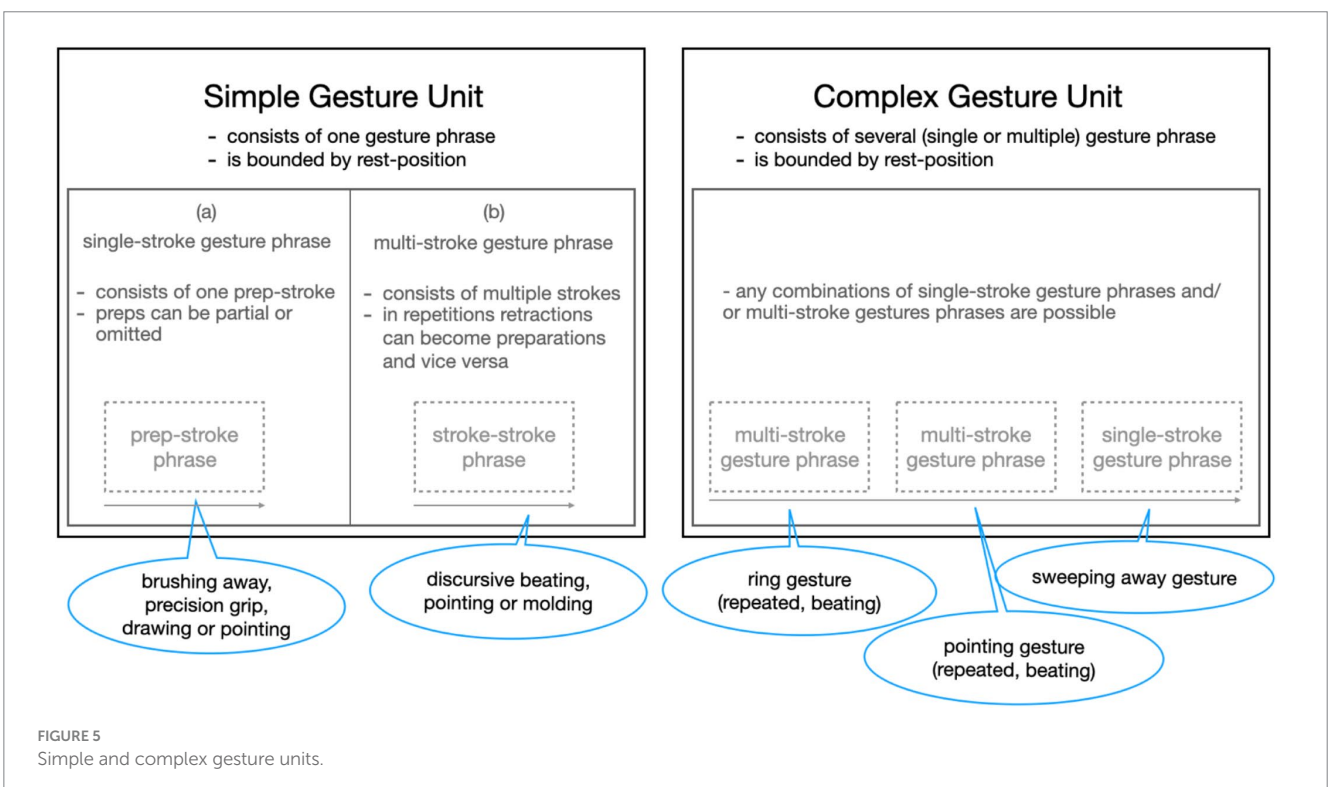 Simple Gesture Unit
- consists of one gesture phrase
- is bounded by rest-position
(a)
single-stroke gesture phrase
- consists of one prep-stroke
- preps can be partial or
omitted
prep-stroke
phrase
brushing away,
precision grip,
drawing or pointing
(b)
multi-stroke gesture phrase
- consists of multiple strokes
- in repetitions retractions
can become preparations
and vice versa
stroke-stroke
phrase
discursive beating,
pointing or molding
Complex Gesture Unit
- consists of several (single or multiple) gesture phrase
- is bounded by rest-position
- any combinations of single-stroke gesture phrases and/
or multi-stroke gestures phrases are possible
multi-stroke
gesture phrase
multi-stroke
gesture phrase
single-stroke
gesture phrase
ring gesture
(repeated, beating)
pointing gesture
(repeated, beating)
sweeping away gesture
FIGURE 5
Simple and complex gesture units.